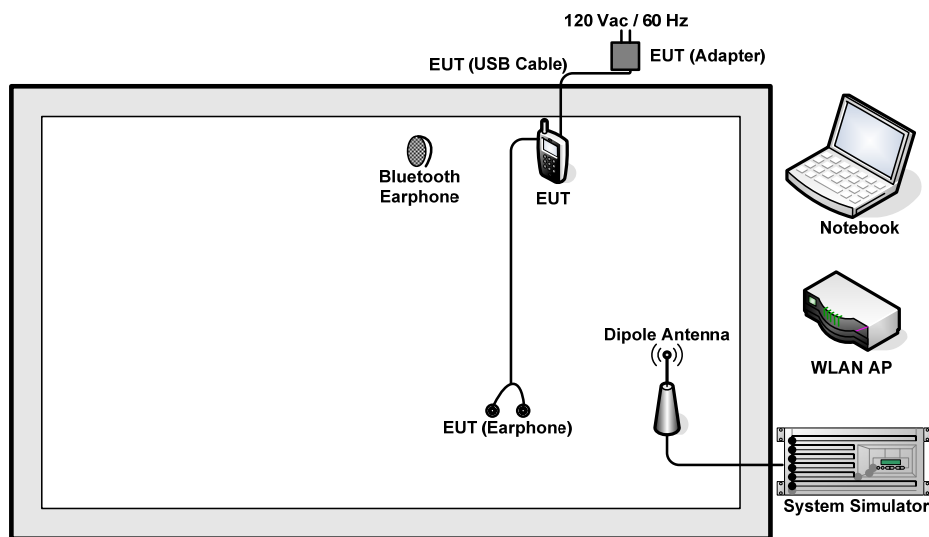 120 Vac / 60 Hz
EUT (USB Cable)
EUT (Adapter)
Bluetooth
Earphone
EUT
Notebook
Dipole Antenna
WLAN AP
EUT (Earphone)
System Simulator